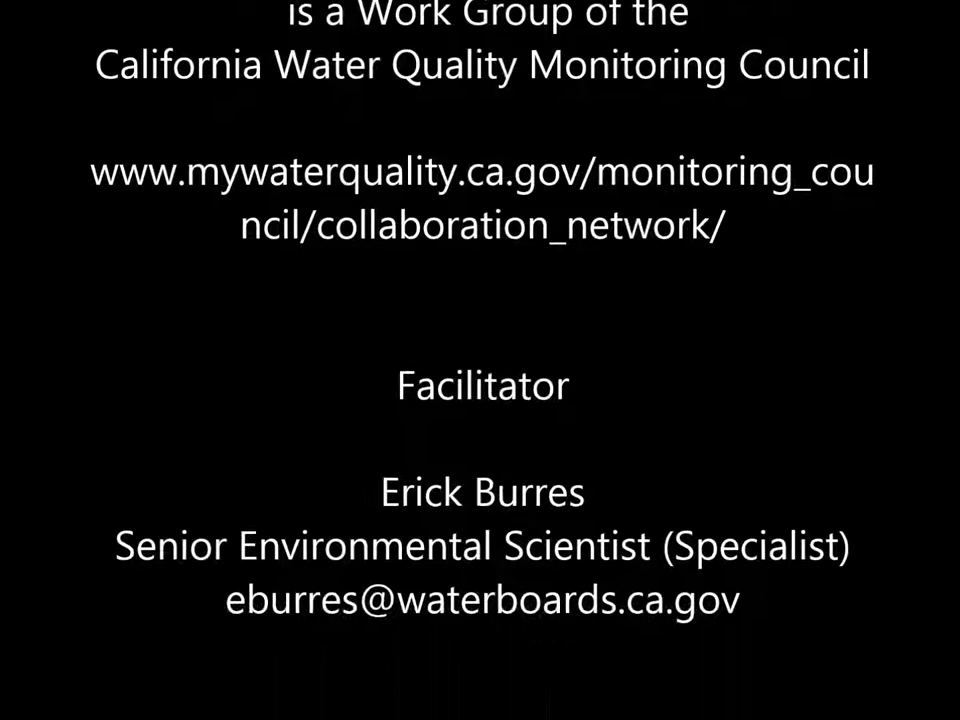 is a Work Group of the
California Water Quality Monitoring Council
www.mywaterquality.ca.gov/monitoring_cou
ncil/collaboration_network/
Facilitator
Erick Burres
Senior Environmental Scientist (Specialist)
eburres@waterboards.ca.gov